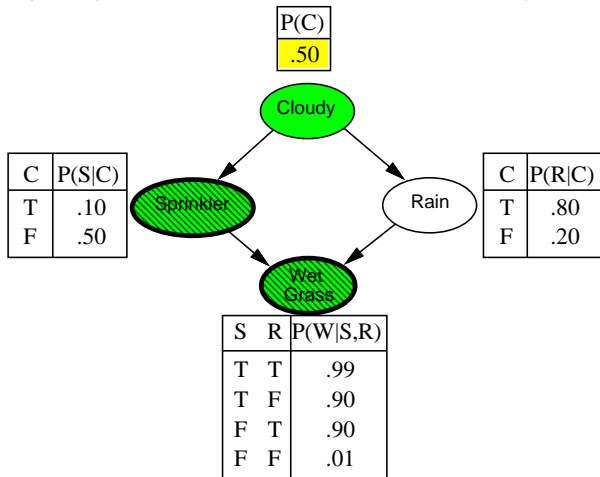 P(C)
.50
Cloudy
C P(S|C)
T .10
F .50
Sprinkler
Rain
C P(R|C)
T .80
F .20
Wet
Grass
S R P(W|S,R)
T T .99
T F .90
F T .90
F F .01